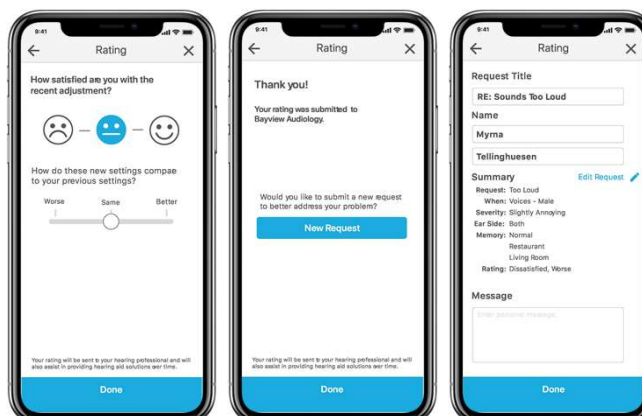 9:41
Rating
How satisfied are you with the
recent adjustment?
How do these new settings compae
to your previous settings?
Worse
Same
Better
Your rating will be sent to your hearing professional and will
also assist in providing hearing aid solutions over time.
Done
9:41
Rating
Thank you!
Your rating was submitted to
Bayview Audiology.
Would you like to submit a new request
to better address your problem?
New Request
Your rating will be sent to your hearing professional and will
also assist in providing hearing aid solutions over time.
Done
9:41
Rating
Request Title
RE: Sounds Too Loud
Name
Myrna
Tellinghuesen
Summary
Edit Request
Request: Too Loud
When: Voices - Male
Severity: Slightly Annoying
Ear Side: Both
Memory: Normal
Restaurant
Living Room
Rating: Dissatisfied, Worse
Message
Enter personal message.
Done